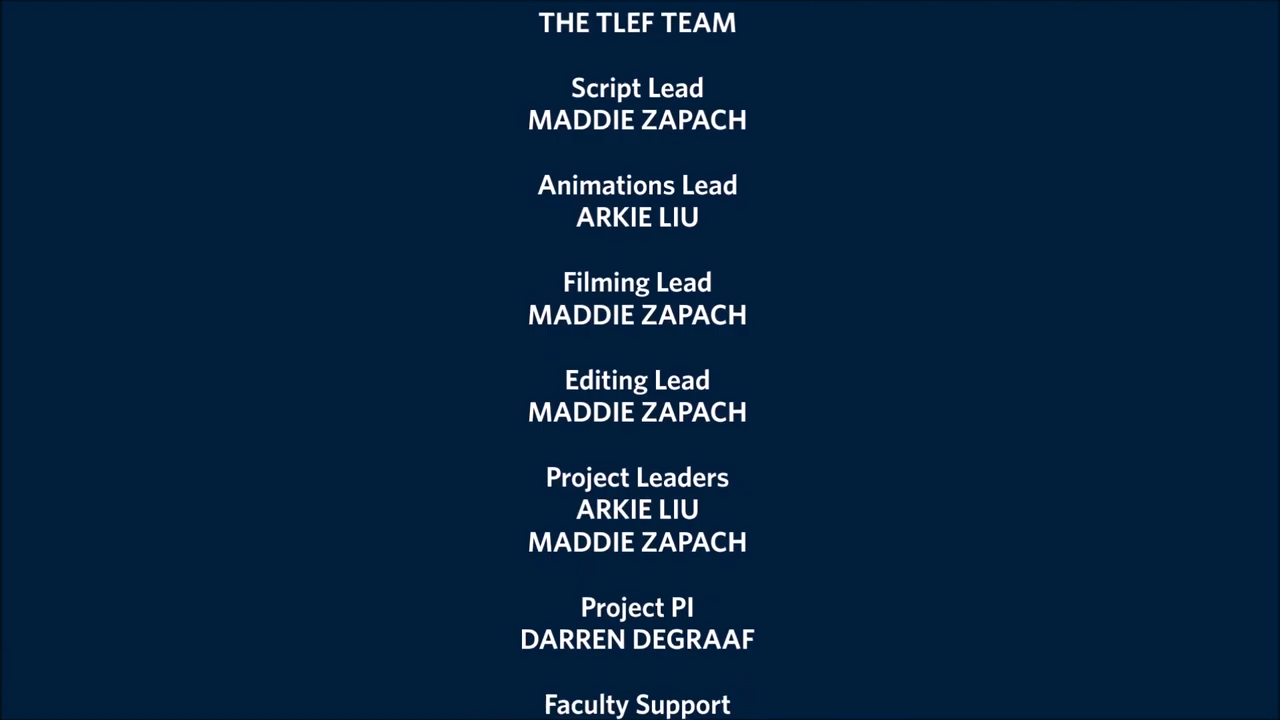 THE TLEF TEAM
Script Lead
MADDIE ZAPACH
Animations Lead
ARKIE LIU
Filming Lead
MADDIE ZAPACH
Editing Lead
MADDIE ZAPACH
Project Leaders
ARKIE LIU
MADDIE ZAPACH
Project PI
DARREN DEGRAAF
Faculty Support